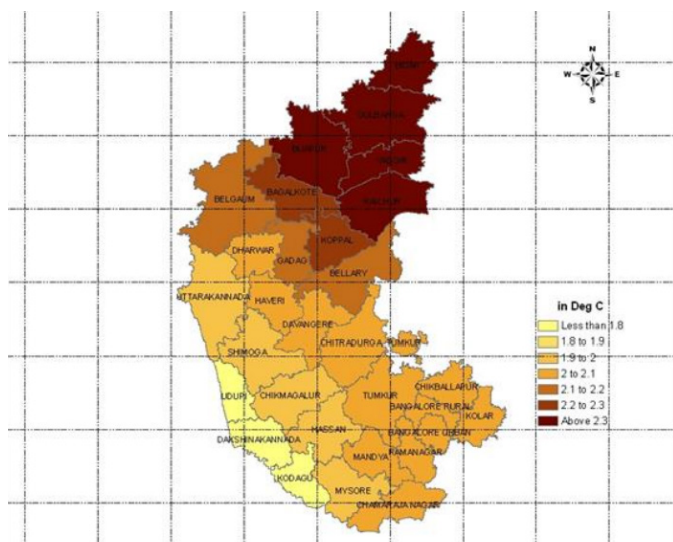 N
W E
S
BIDAR
GULBARGA
BIJAPUR
YADGIR
BAGALKOTE
RAICHUR
BELGAUM
KOPPAL
DHARWAR
GADAG
BELLARY
UTTARAKANNADA
HAVERI
in Deg C
DAVANGERE
Less than 1.8
CHITRADURGA
TUMKUR
1.8 to 1.9
SHIMOGA
1.9 to 2
2 to 2.1
CHIKBALLAPUR
UDUPI
CHIKMAGALUR
TUMKUR
2.1 to 2.2
BANGALORE RURAL
KOLAR
2.2 to 2.3
HASSAN
BANGALORE URBAN
Above 2.3
DAKSHINAKANNADA
RAMANAGAR
MANDYA
KODAGU
MYSORE
CHAMARAJANAGAR